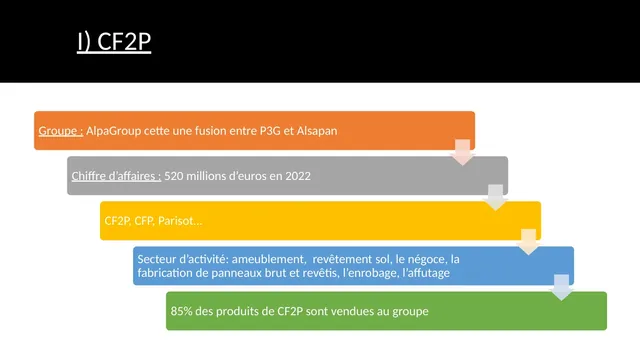 I) CF2P
Groupe : AlpaGroup cette une fusion entre P3G et Alsapan
Chiffre d’affaires : 520 millions d’euros en 2022
CF2P, CFP, Parisot…
Secteur d’activité: ameublement,  revêtement sol, le négoce, la
fabrication de panneaux brut et revêtis, l’enrobage, l’affutage
85% des produits de CF2P sont vendues au groupe